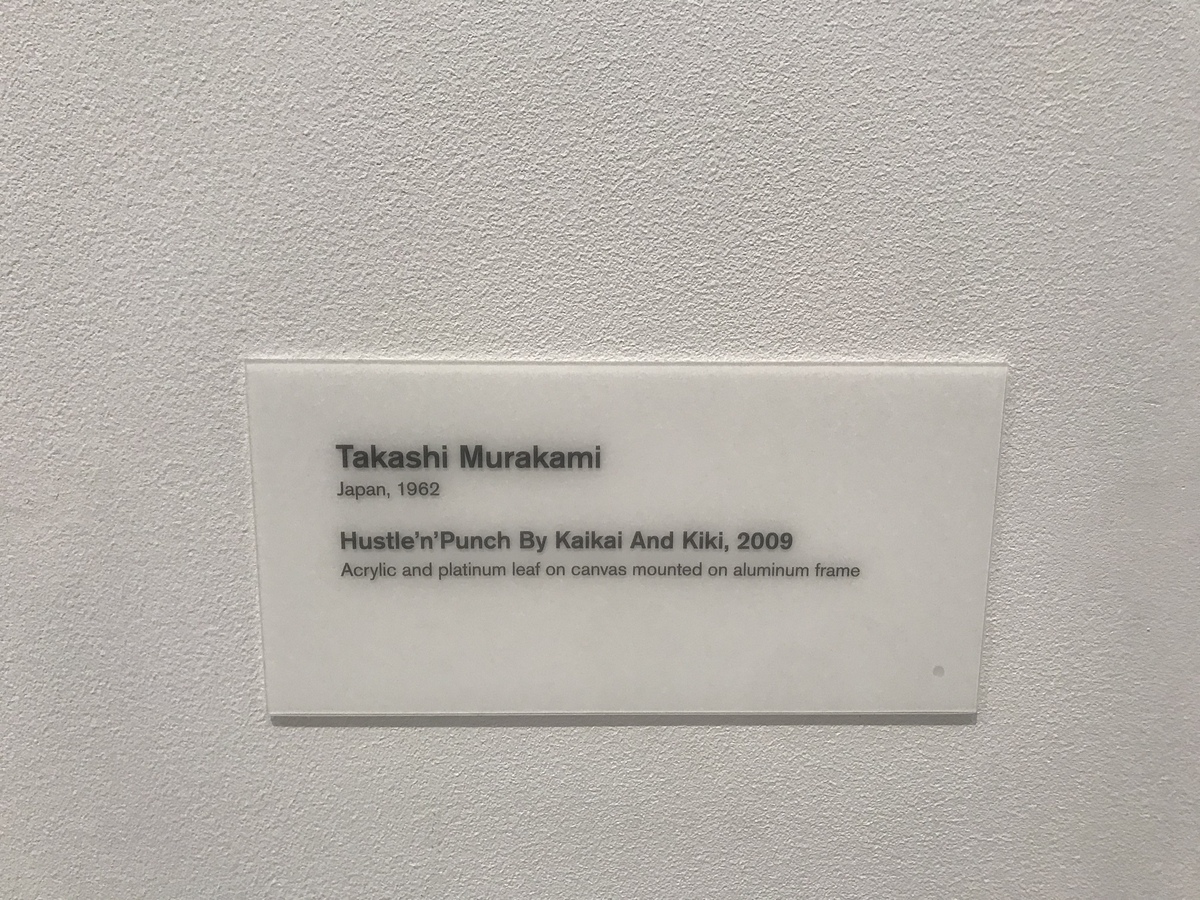 Takashi Murakami
Japan, 1962
Hustle’n’Punch By Kaikai And Kiki, 2009
Acrylic and platinum leaf on canvas mounted on aluminum frame